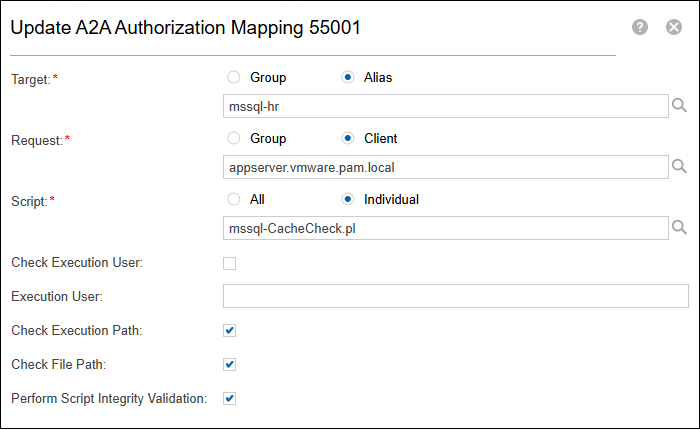 Update A2A Authorization Mapping 55001 ?
Target:* Group Alias
mssql-hr
Request:* Group Client
appserver.vmware.pam.local
Script:* All Individual
mssql-CacheCheck.pl
Check Execution User:
Execution User:
Check Execution Path:
Check File Path:
Perform Script Integrity Validation: